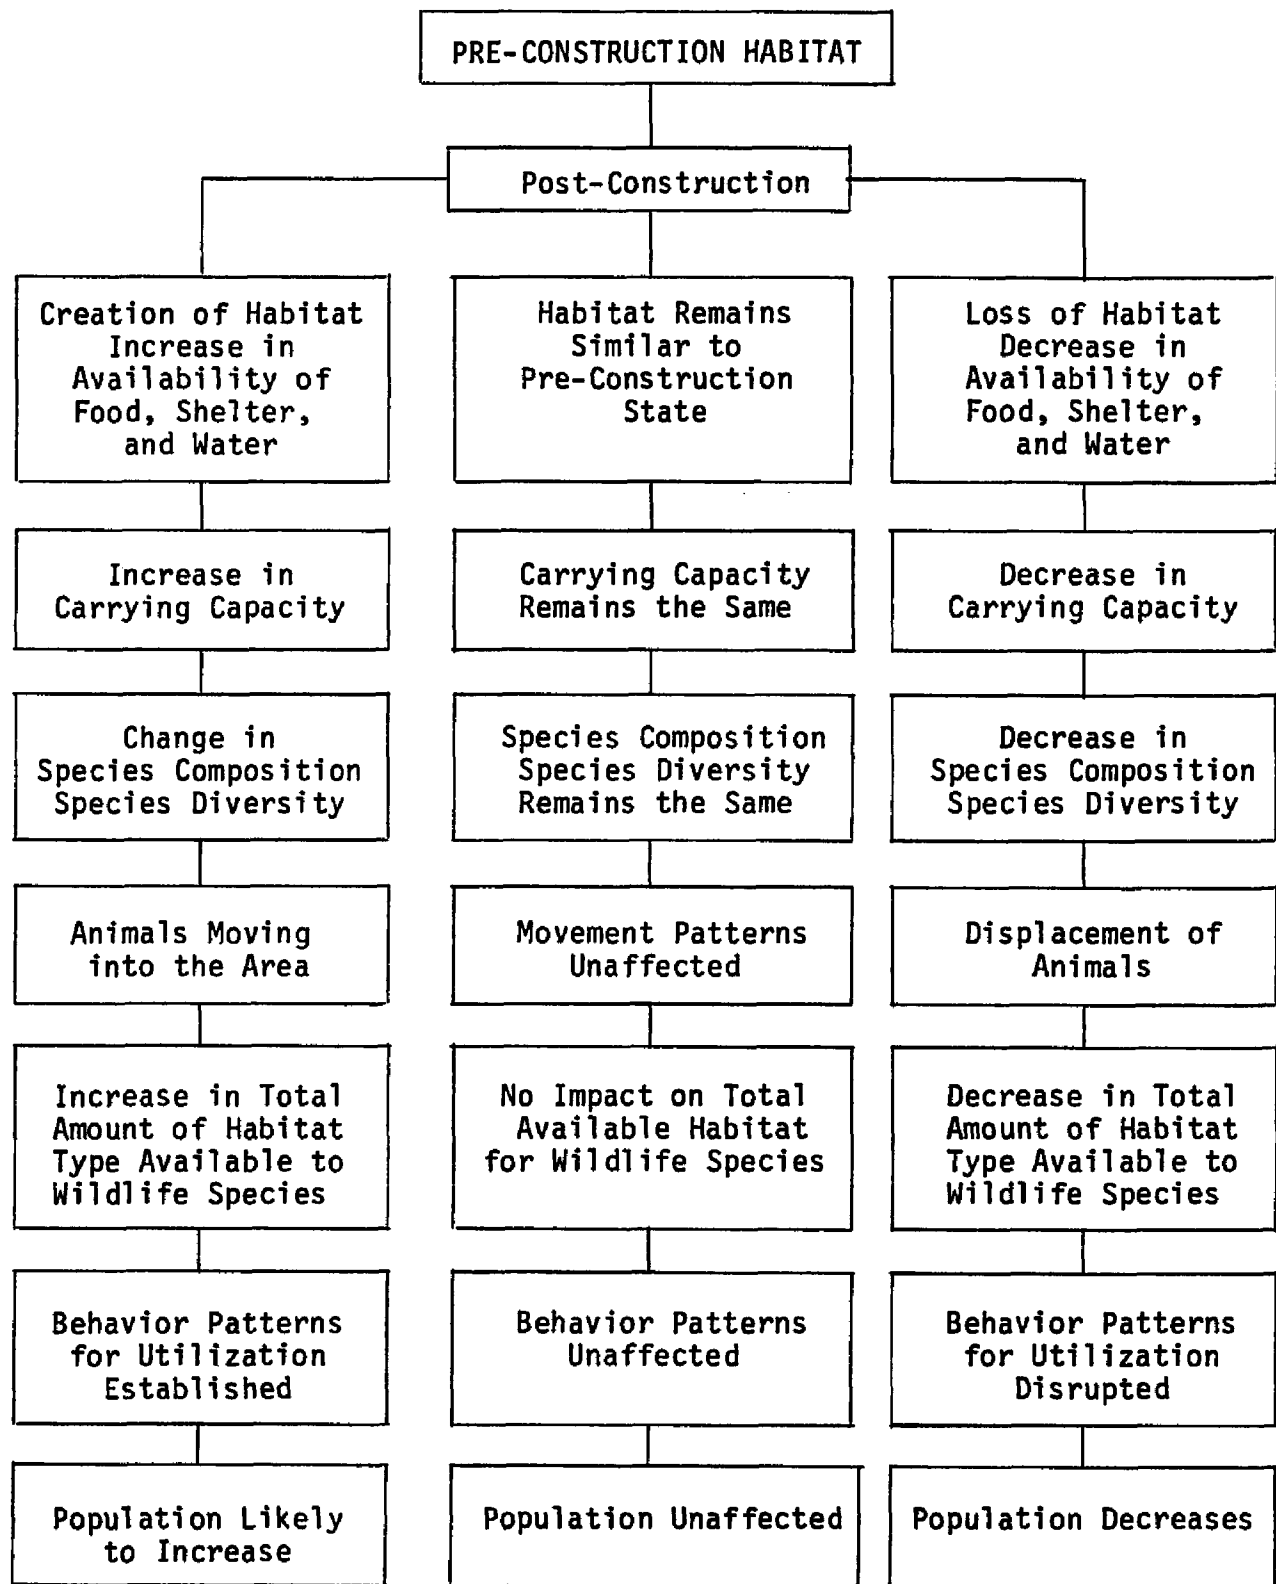 PRE-CONSTRUCTION HABITAT
Post-Construction
Creation of Habitat
Increase in
Availability of
Food, Shelter,
and Water
Habitat Remains
Similar to
Pre-Construction
State
Loss of Habitat
Decrease in
Availability of
Food, Shelter,
and Water
Increase in
Carrying Capacity
Carrying Capacity
Remains the Same
Decrease in
Carrying Capacity
Change in
Species Composition
Species Diversity
Species Composition
Species Diversity
Remains the Same
Decrease in
Species Composition
Species Diversity
Animals Moving
into the Area
Movement Patterns
Unaffected
Displacement of
Animals
Increase in Total
Amount of Habitat
Type Available to
Wildlife Species
No Impact on Total
Available Habitat
for Wildlife Species
Decrease in Total
Amount of Habitat
Type Available to
Wildlife Species
Behavior Patterns
for Utilization
Established
Behavior Patterns
Unaffected
Behavior Patterns
for Utilization
Disrupted
Population Likely
to Increase
Population Unaffected
Population Decreases